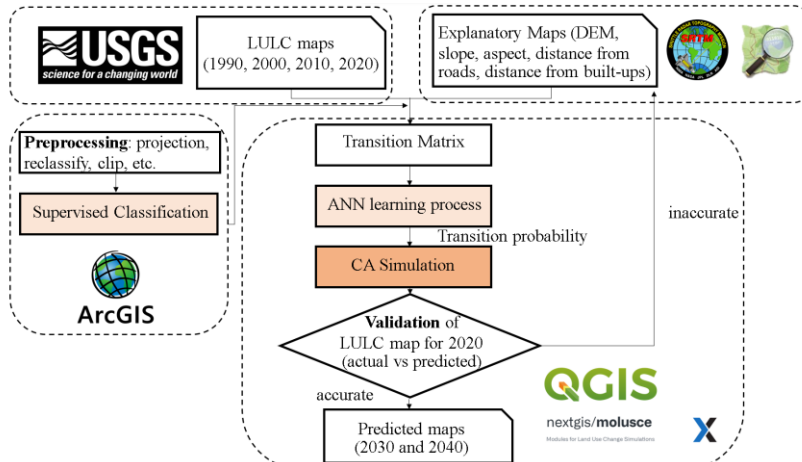 USGS
science for a changing world
LULC maps
(1990, 2000, 2010, 2020)
Explanatory Maps (DEM,
slope, aspect, distance from
roads, distance from built-ups)
SRTM
Preprocessing: projection,
reclassify, clip, etc.
Supervised Classification
ArcGIS
Transition Matrix
ANN learning process
Transition probability
CA Simulation
inaccurate
Validation of
LULC map for 2020
(actual vs predicted)
accurate
Predicted maps
(2030 and 2040)
QGIS
nextgis/molusce
Modules for Land Use Change Simulations
X